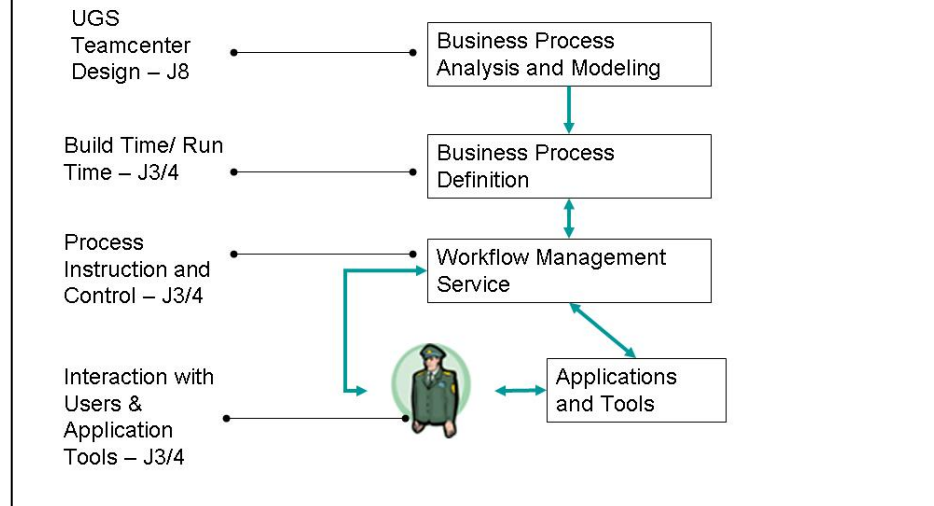 UGS
Teamcenter
Design – J8
Business Process
Analysis and Modeling
Build Time/ Run
Time – J3/4
Business Process
Definition
Process
Instruction and
Control – J3/4
Workflow Management
Service
Interaction with
Users &
Application
Tools – J3/4
Applications
and Tools